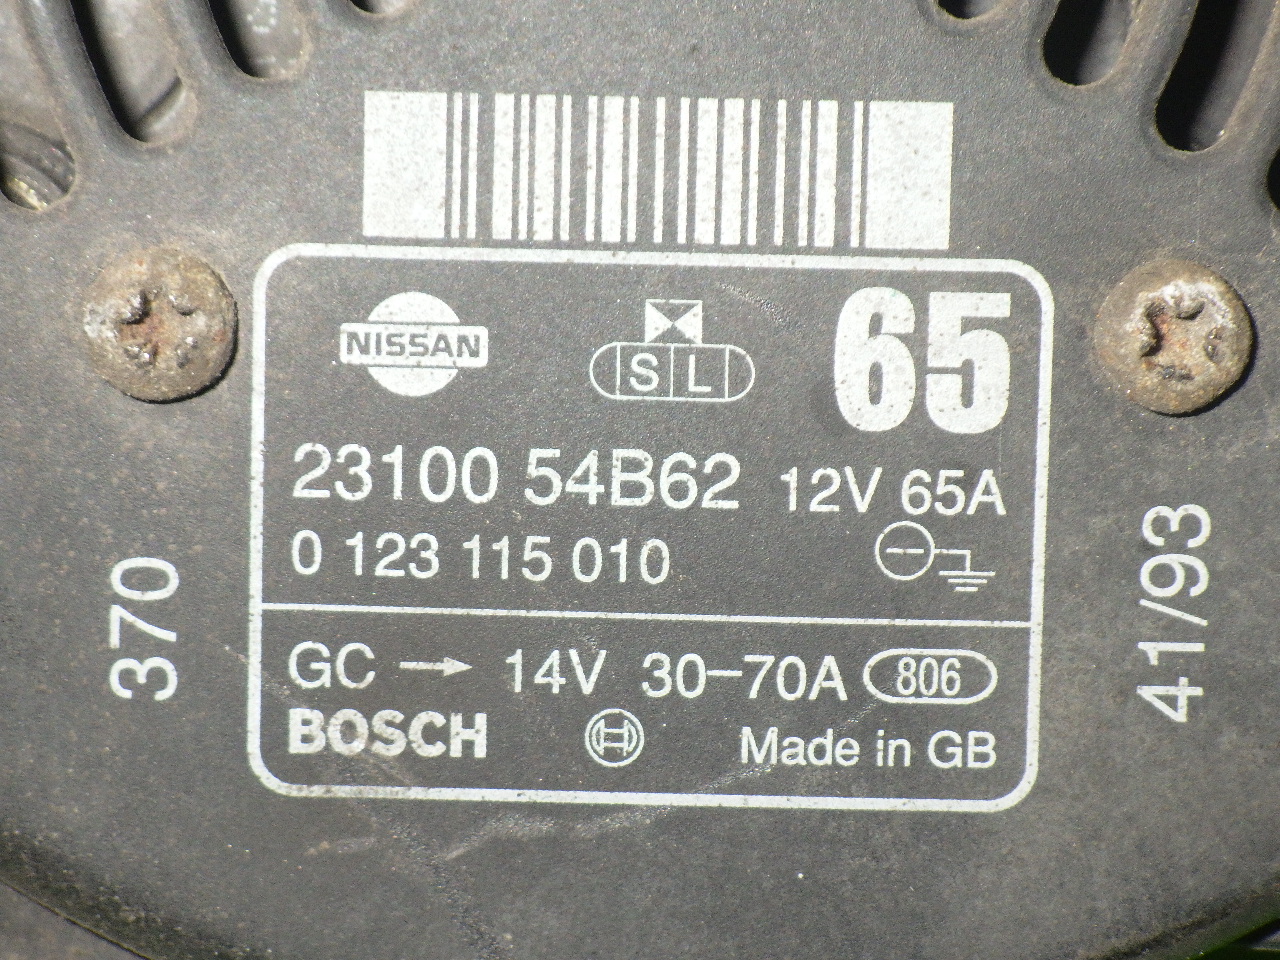 NISSAN
S L
65
23100 54B62 12V 65A
0 123 115 010
GC → 14V 30-70A 806
BOSCH Made in GB
370
41/93